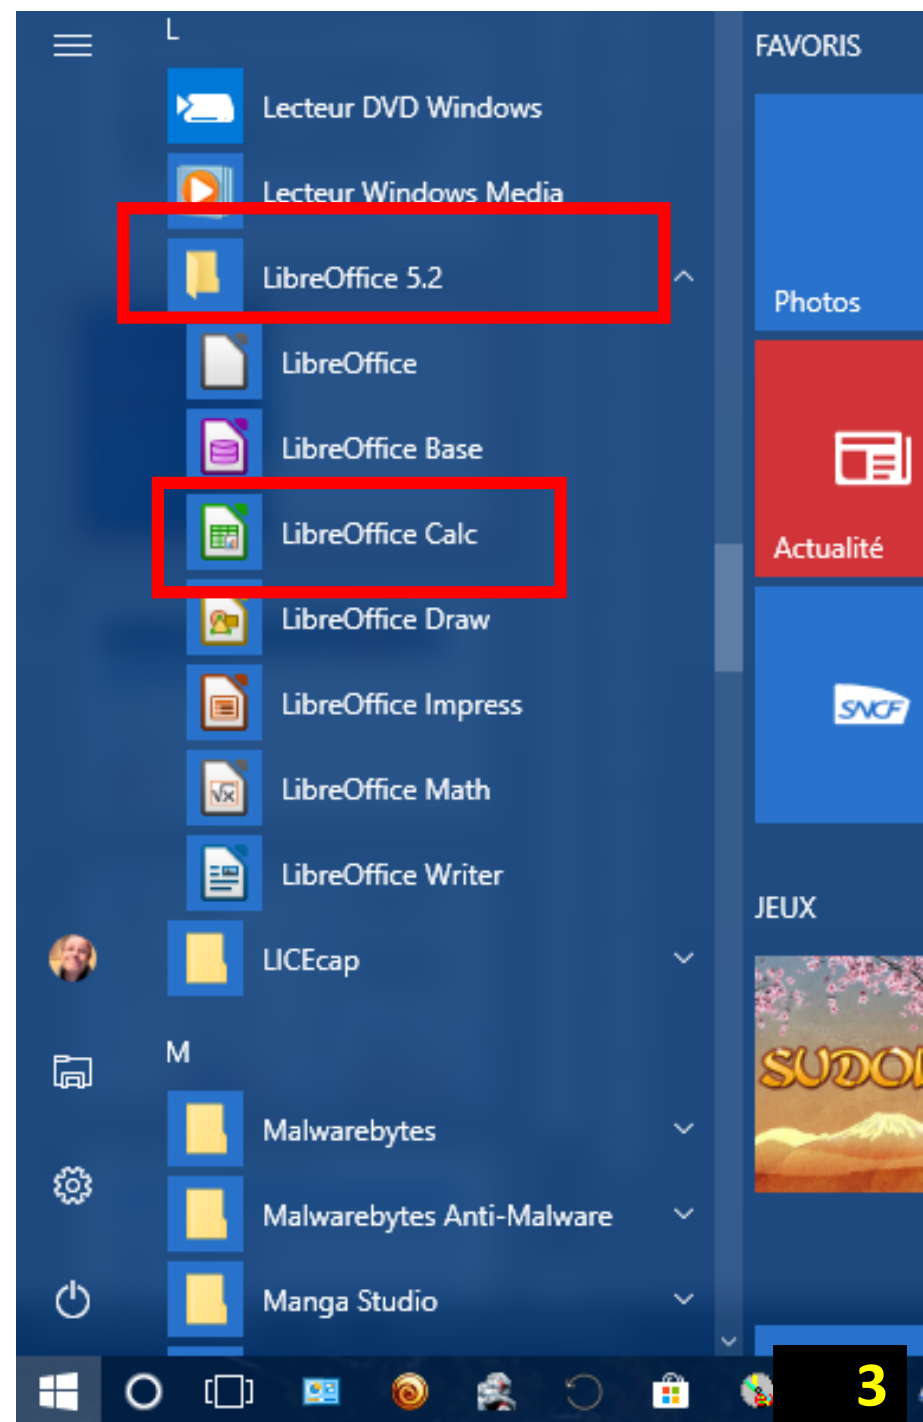 L
Lecteur DVD Windows
Lecteur Windows Media
LibreOffice 5.2
LibreOffice
LibreOffice Base
LibreOffice Calc
LibreOffice Draw
LibreOffice Impress
LibreOffice Math
LibreOffice Writer
LICEcap
M
Malwarebytes
Malwarebytes Anti-Malware
Manga Studio
FAVORIS
Photos
Actualité
SNCF
JEUX
3